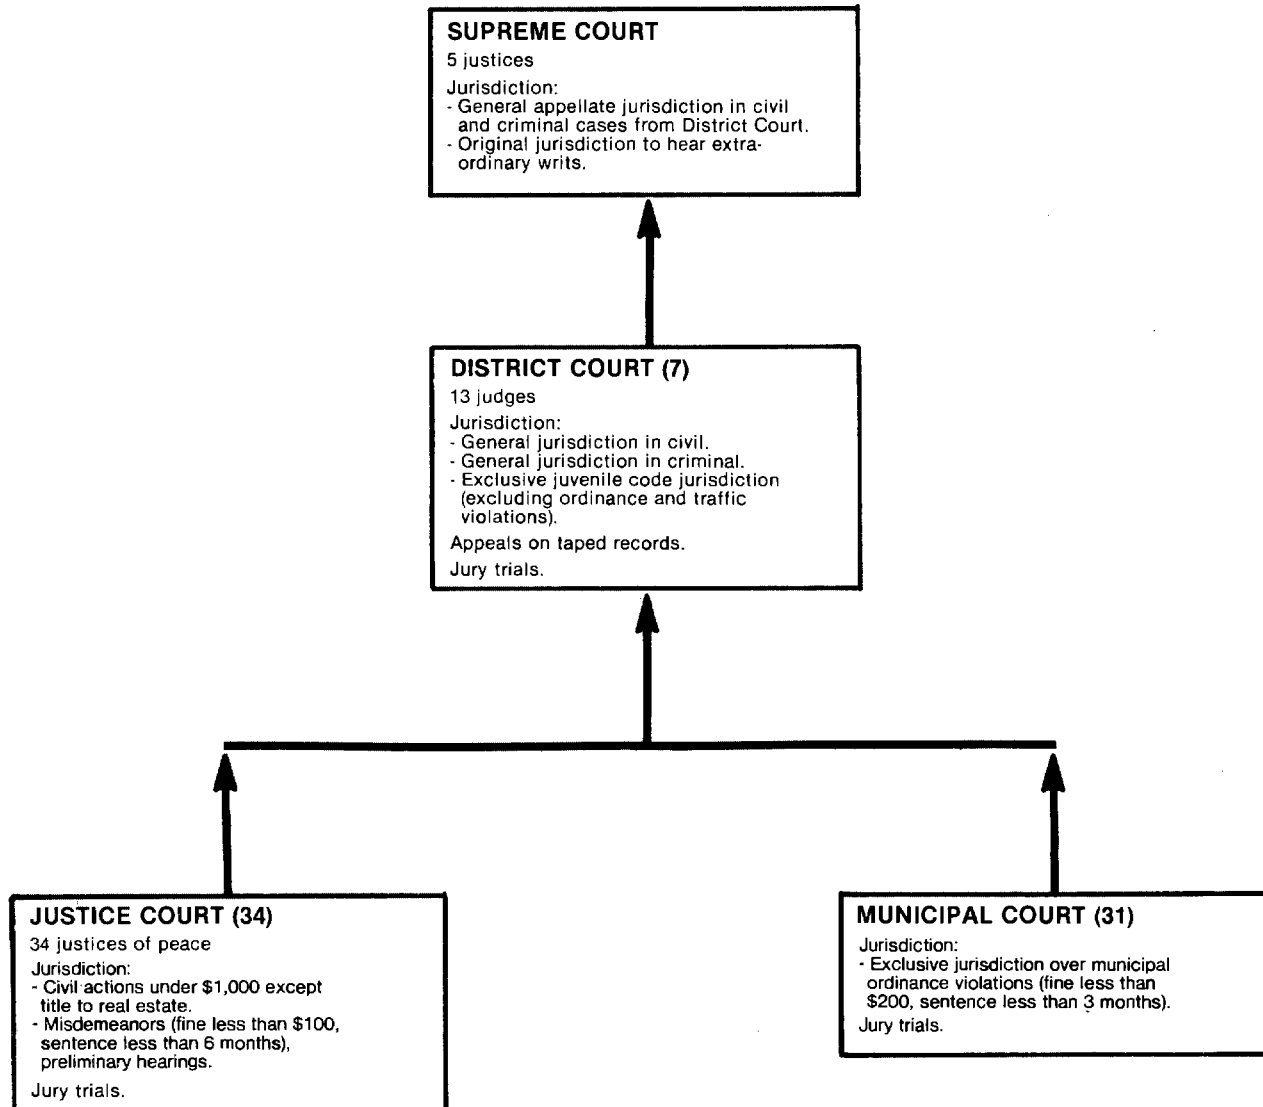 SUPREME COURT
5 justices
Jurisdiction:
- General appellate jurisdiction in civil
and criminal cases from District Court.
- Original jurisdiction to hear extra-
ordinary writs.
DISTRICT COURT (7)
13 judges
Jurisdiction:
- General jurisdiction in civil.
- General jurisdiction in criminal.
- Exclusive juvenile code jurisdiction
(excluding ordinance and traffic
violations).
Appeals on taped records.
Jury trials.
JUSTICE COURT (34)
34 justices of peace
Jurisdiction:
- Civil actions under $1,000 except
title to real estate.
- Misdemeanors (fine less than $100,
sentence less than 6 months),
preliminary hearings.
Jury trials.
MUNICIPAL COURT (31)
Jurisdiction:
- Exclusive jurisdiction over municipal
ordinance violations (fine less than
$200, sentence less than 3 months).
Jury trials.